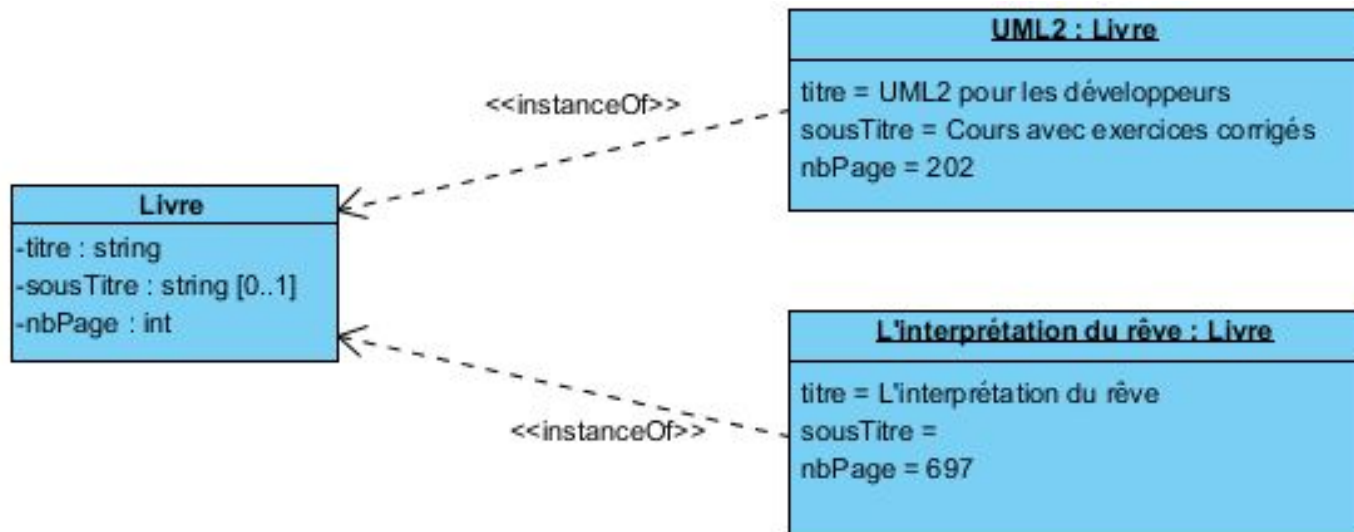 UML2 : Livre
titre = UML2 pour les développeurs
sousTitre = Cours avec exercices corrigés
nbPage = 202
<<instanceOf>>
Livre
-titre : string
-sousTitre : string [0..1]
-nbPage : int
L'interprétation du rêve : Livre
titre = L'interprétation du rêve
sousTitre =
nbPage = 697
<<instanceOf>>